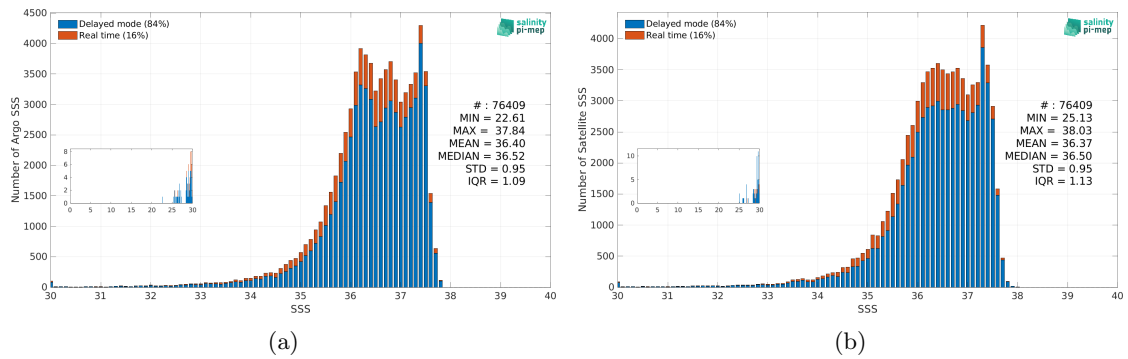 Delayed mode (84%)
Real time (16%)
salinity
pi-mep
Number of Argo SSS
4500
4000
3500
3000
2500
2000
1500
1000
500
0
# : 76409
MIN = 22.61
MAX = 37.84
MEAN = 36.40
MEDIAN = 36.52
STD = 0.95
IQR = 1.09
8
6
4
2
0
0 5 10 15 20 25 30
30 31 32 33 34 35 36 37 38 39 40
SSS
(a)
Delayed mode (84%)
Real time (16%)
salinity
pi-mep
Number of Satellite SSS
4000
3500
3000
2500
2000
1500
1000
500
0
# : 76409
MIN = 25.13
MAX = 38.03
MEAN = 36.37
MEDIAN = 36.50
STD = 0.95
IQR = 1.13
10
5
0
0 5 10 15 20 25 30
30 31 32 33 34 35 36 37 38 39 40
SSS
(b)